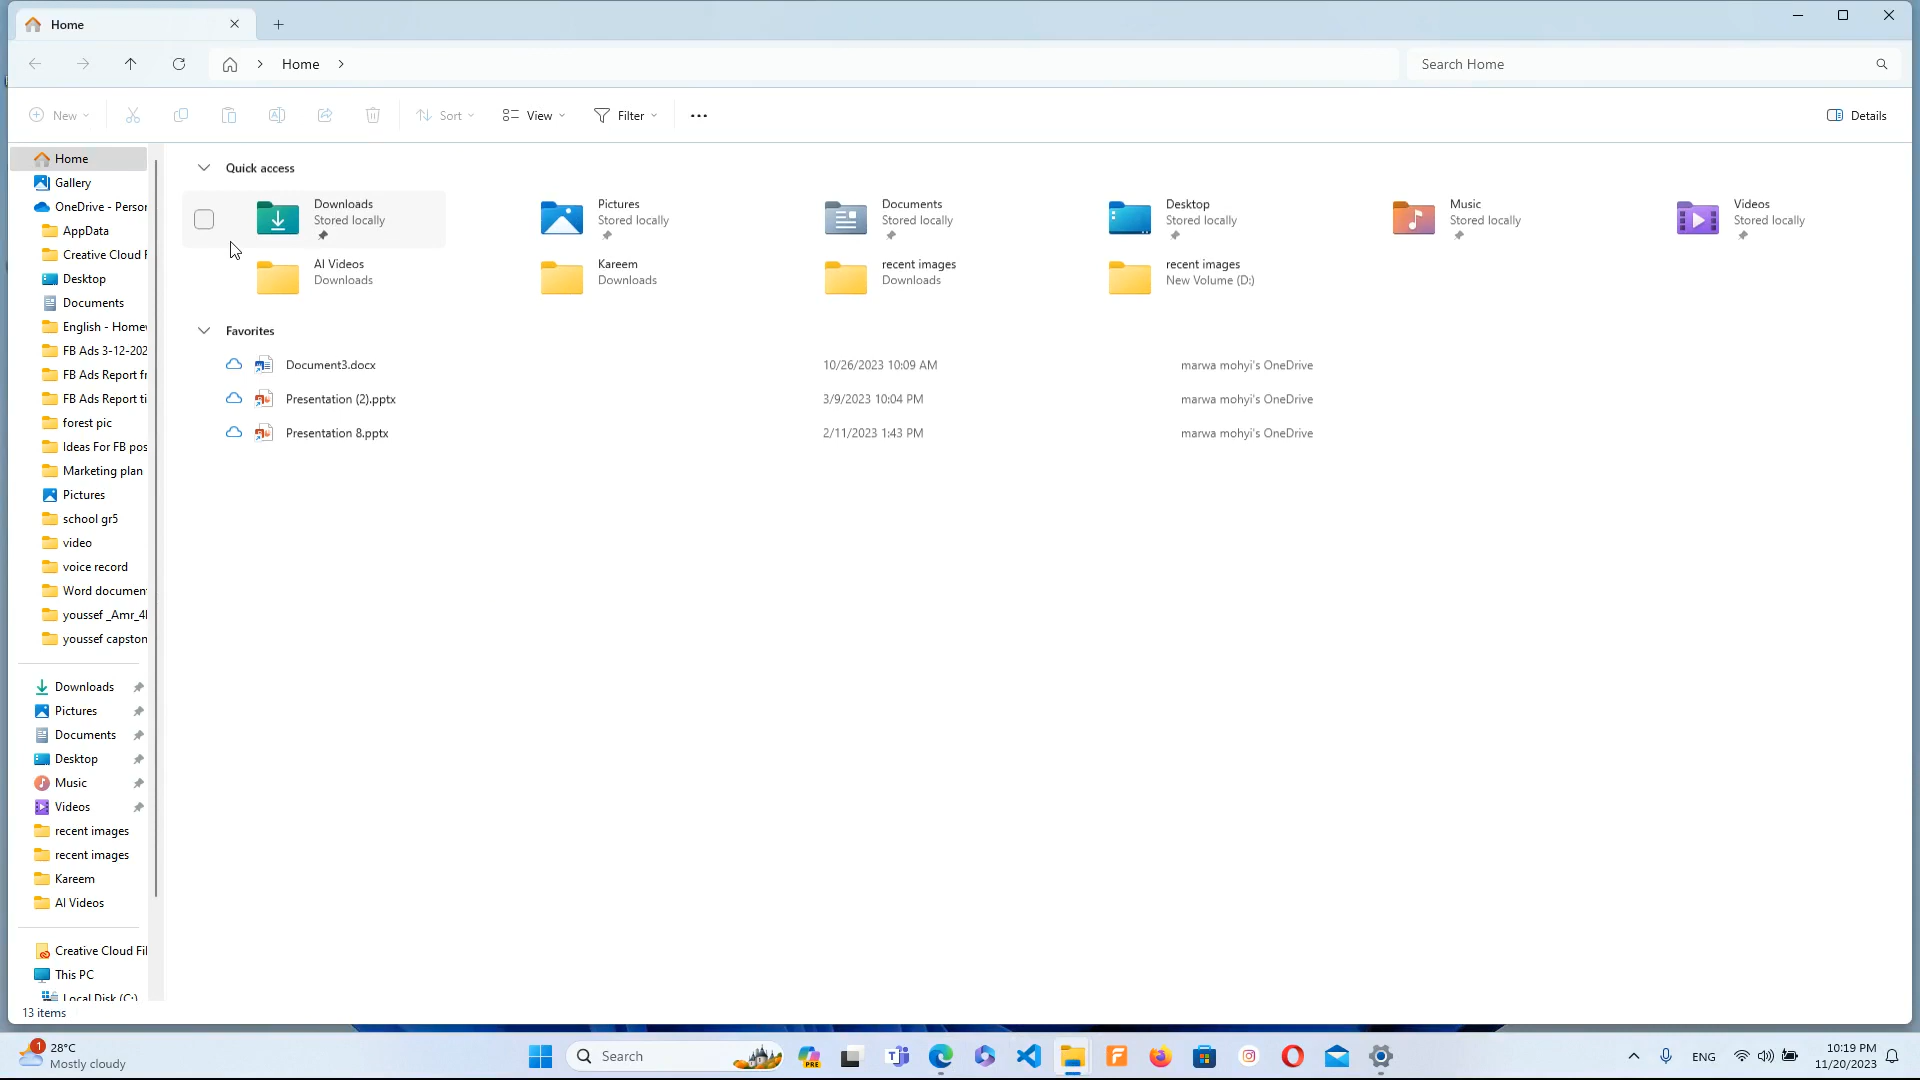 Home
Home
Search Home
New
Sort
View
Filter
Details
Home
Gallery
OneDrive - Person
AppData
Creative Cloud F
Desktop
Documents
English - Home
FB Ads 3-12-202
FB Ads Report fr
FB Ads Report ti
forest pic
Ideas For FB pos
Marketing plan
Pictures
school gr5
video
voice record
Word document
youssef _Amr_4
youssef capston
Downloads
Pictures
Documents
Desktop
Music
Videos
recent images
recent images
Kareem
AI Videos
Creative Cloud Fil
This PC
Local Disk (C:)
13 items
Quick access
Downloads
Stored locally
Pictures
Stored locally
Documents
Stored locally
Desktop
Stored locally
Music
Stored locally
Videos
Stored locally
AI Videos
Downloads
Kareem
Downloads
recent images
Downloads
recent images
New Volume (D:)
Favorites
Document3.docx 10/26/2023 10:09 AM marwa mohyi's OneDrive
Presentation (2).pptx 3/9/2023 10:04 PM marwa mohyi's OneDrive
Presentation 8.pptx 2/11/2023 1:43 PM marwa mohyi's OneDrive
1
28°C
Mostly cloudy
Search
PRE
ENG
10:19 PM
11/20/2023